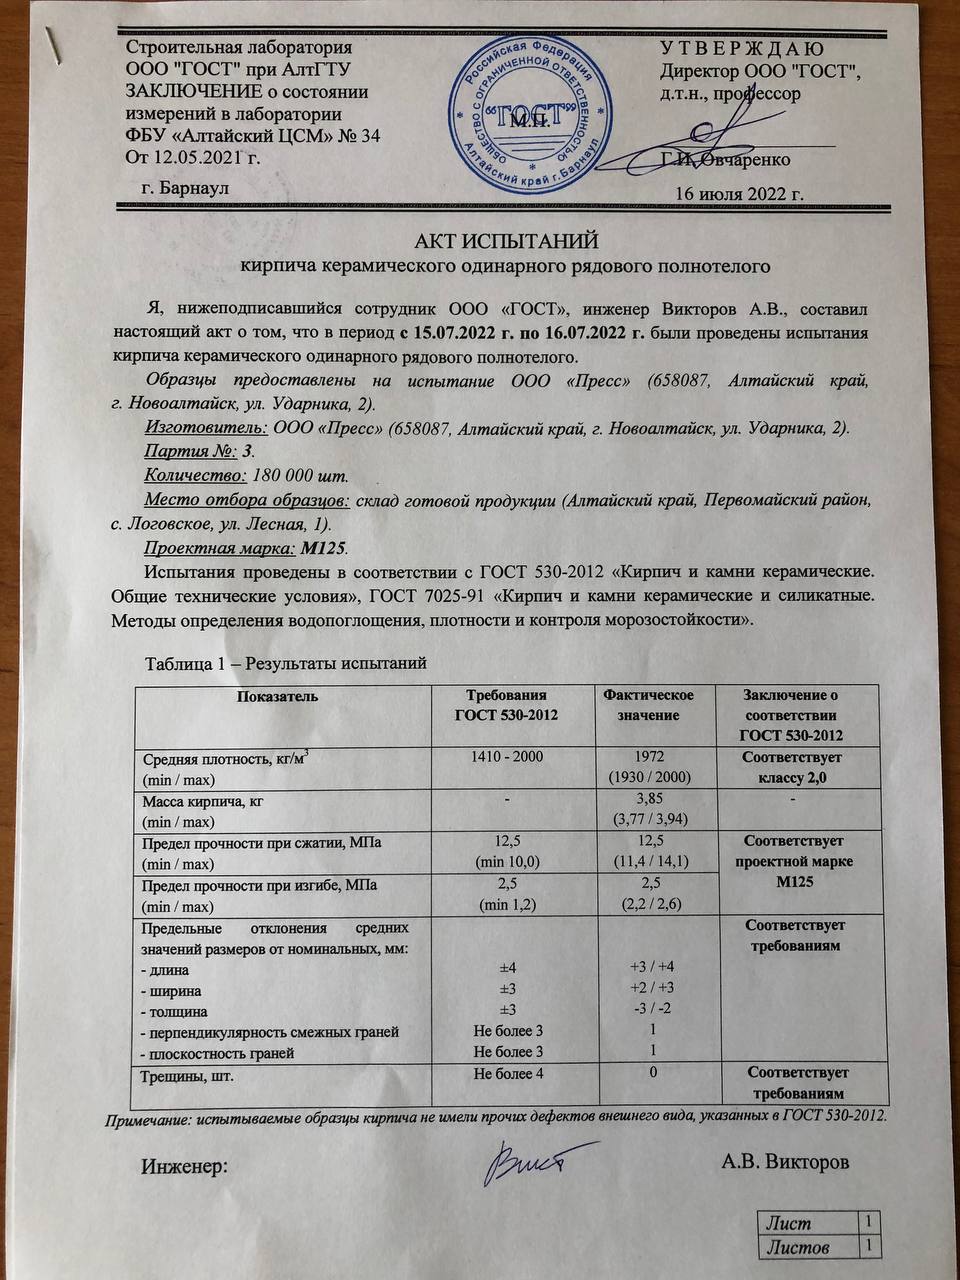 Строительная лаборатория
ООО "ГОСТ" при АлтГТУ
ЗАКЛЮЧЕНИЕ о состоянии
измерений в лаборатории
ФБУ «Алтайский ЦСМ» № 34
От 12.05.2021 г.
г. Барнаул
Российская Федерация
ОБЩЕСТВО С ОГРАНИЧЕННОЙ ОТВЕТСТВЕННОСТЬЮ
"ГОСТ"
М.П.
Алтайский край г.Барнаул
У Т В Е Р Ж Д А Ю
Директор ООО "ГОСТ",
д.т.н., профессор
Г.И. Овчаренко
16 июля 2022 г.
АКТ ИСПЫТАНИЙ
кирпича керамического одинарного рядового полнотелого
Я, нижеподписавшийся сотрудник ООО «ГОСТ», инженер Викторов А.В., составил
настоящий акт о том, что в период с 15.07.2022 г. по 16.07.2022 г. были проведены испытания
кирпича керамического одинарного рядового полнотелого.
Образцы предоставлены на испытание ООО «Пресс» (658087, Алтайский край,
г. Новоалтайск, ул. Ударника, 2).
Изготовитель: ООО «Пресс» (658087, Алтайский край, г. Новоалтайск, ул. Ударника, 2).
Партия №: 3.
Количество: 180 000 шт.
Место отбора образцов: склад готовой продукции (Алтайский край, Первомайский район,
с. Логовское, ул. Лесная, 1).
Проектная марка: М125.
Испытания проведены в соответствии с ГОСТ 530-2012 «Кирпич и камни керамические.
Общие технические условия», ГОСТ 7025-91 «Кирпич и камни керамические и силикатные.
Методы определения водопоглощения, плотности и контроля морозостойкости».
Таблица 1 – Результаты испытаний
Показатель Требования ГОСТ 530-2012 Фактическое значение Заключение о соответствии ГОСТ 530-2012
Средняя плотность, кг/м³ 1410 - 2000 1972 Соответствует
(min / max) (1930 / 2000) классу 2,0
Масса кирпича, кг - 3,85 -
(min / max) (3,77 / 3,94)
Предел прочности при сжатии, МПа 12,5 12,5 Соответствует
(min / max) (min 10,0) (11,4 / 14,1) проектной марке
Предел прочности при изгибе, МПа 2,5 2,5 М125
(min / max) (min 1,2) (2,2 / 2,6)
Предельные отклонения средних Соответствует
значений размеров от номинальных, мм: требованиям
- длина ±4 +3 / +4
- ширина ±3 +2 / +3
- толщина ±3 -3 / -2
- перпендикулярность смежных граней Не более 3 1
- плоскостность граней Не более 3 1
Трещины, шт. Не более 4 0 Соответствует
требованиям
Примечание: испытываемые образцы кирпича не имели прочих дефектов внешнего вида, указанных в ГОСТ 530-2012.
Инженер: А.В. Викторов
Лист 1
Листов 1